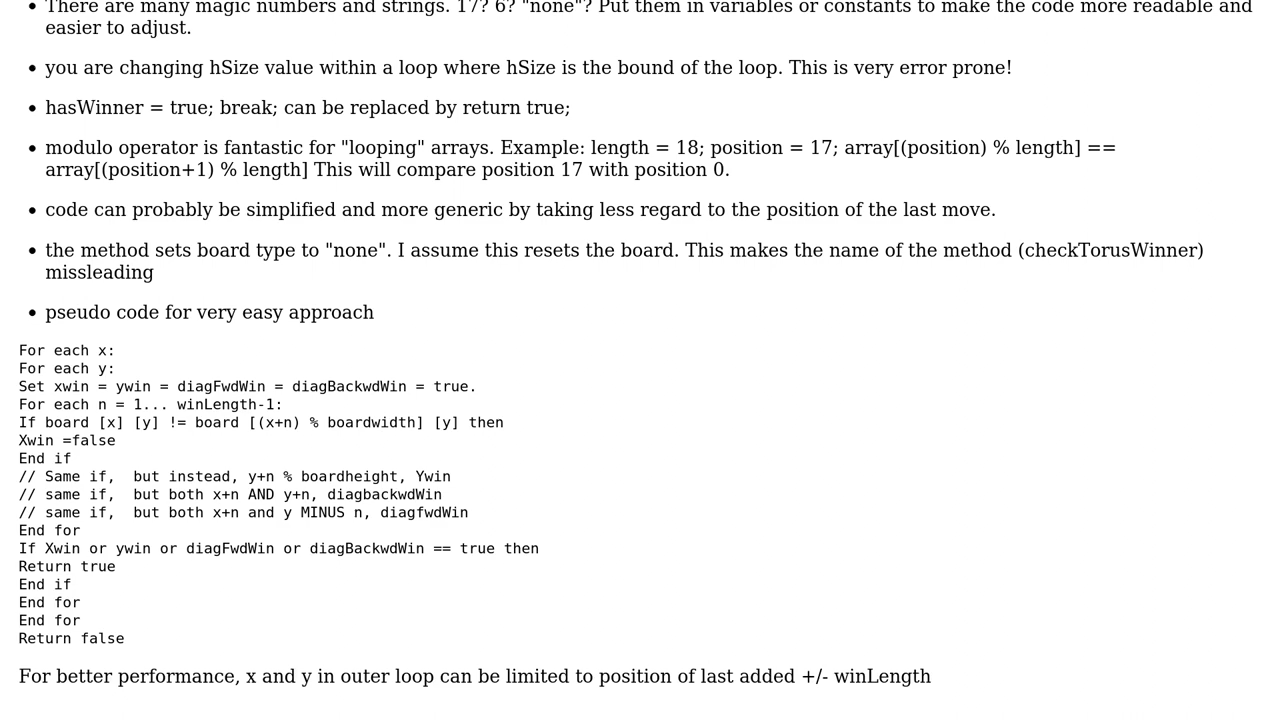 • There are many magic numbers and strings. 17? 6? "none"? Put them in variables or constants to make the code more readable and
easier to adjust.
• you are changing hSize value within a loop where hSize is the bound of the loop. This is very error prone!
• hasWinner = true; break; can be replaced by return true;
• modulo operator is fantastic for "looping" arrays. Example: length = 18; position = 17; array[(position) % length] ==
array[(position+1) % length] This will compare position 17 with position 0.
• code can probably be simplified and more generic by taking less regard to the position of the last move.
• the method sets board type to "none". I assume this resets the board. This makes the name of the method (checkTorusWinner)
missleading
• pseudo code for very easy approach
For each x:
For each y:
Set xwin = ywin = diagFwdWin = diagBackwdWin = true.
For each n = 1... winLength-1:
If board [x] [y] != board [(x+n) % boardwidth] [y] then
Xwin =false
End if
// Same if,  but instead, y+n % boardheight, Ywin
// same if,  but both x+n AND y+n, diagbackwdWin
// same if,  but both x+n and y MINUS n, diagfwdWin
End for
If Xwin or ywin or diagFwdWin or diagBackwdWin == true then
Return true
End if
End for
End for
Return false
For better performance, x and y in outer loop can be limited to position of last added +/- winLength